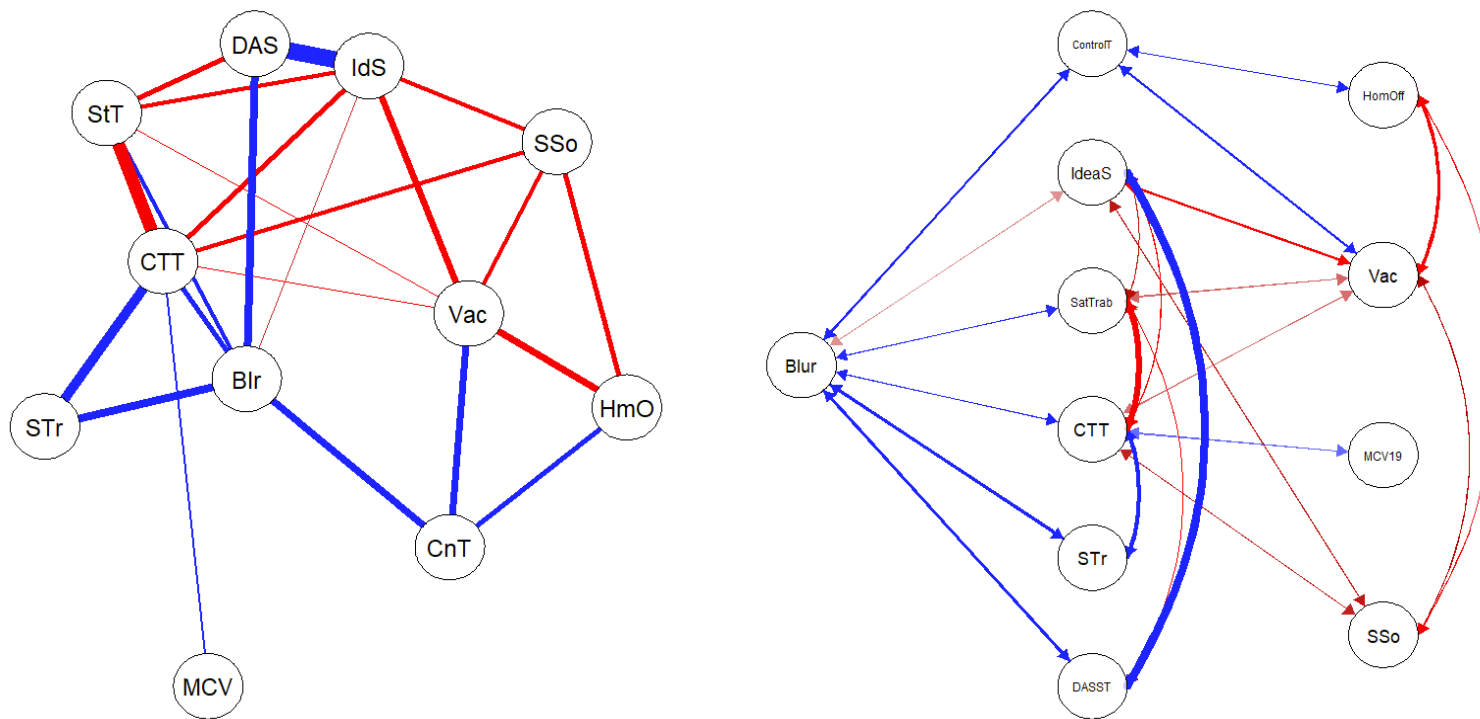 DAS
IdS
StT
SSo
CTT
Vac
Blr
HmO
STr
CnT
MCV
ControlT
HomOff
IdeaS
Vac
SatTrab
Blur
CTT
MCV19
STr
SSo
DASST